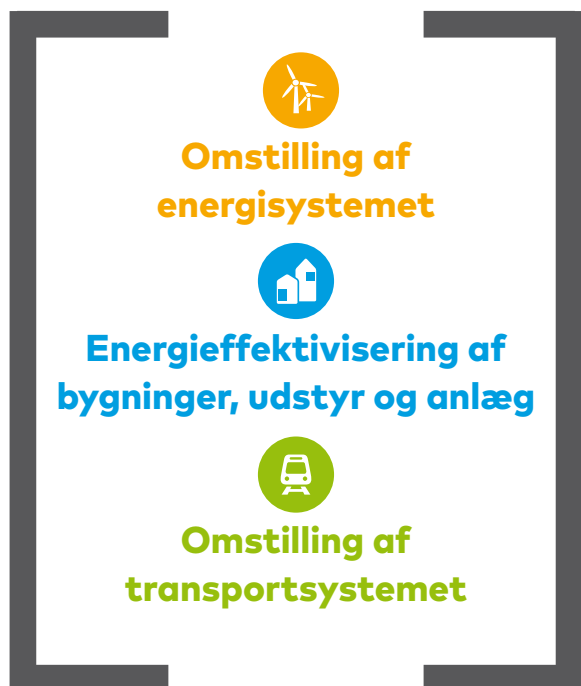 Omstilling af
energisystemet
Energieffektivisering af
bygninger, udstyr og anlæg
Omstilling af
transportsystemet